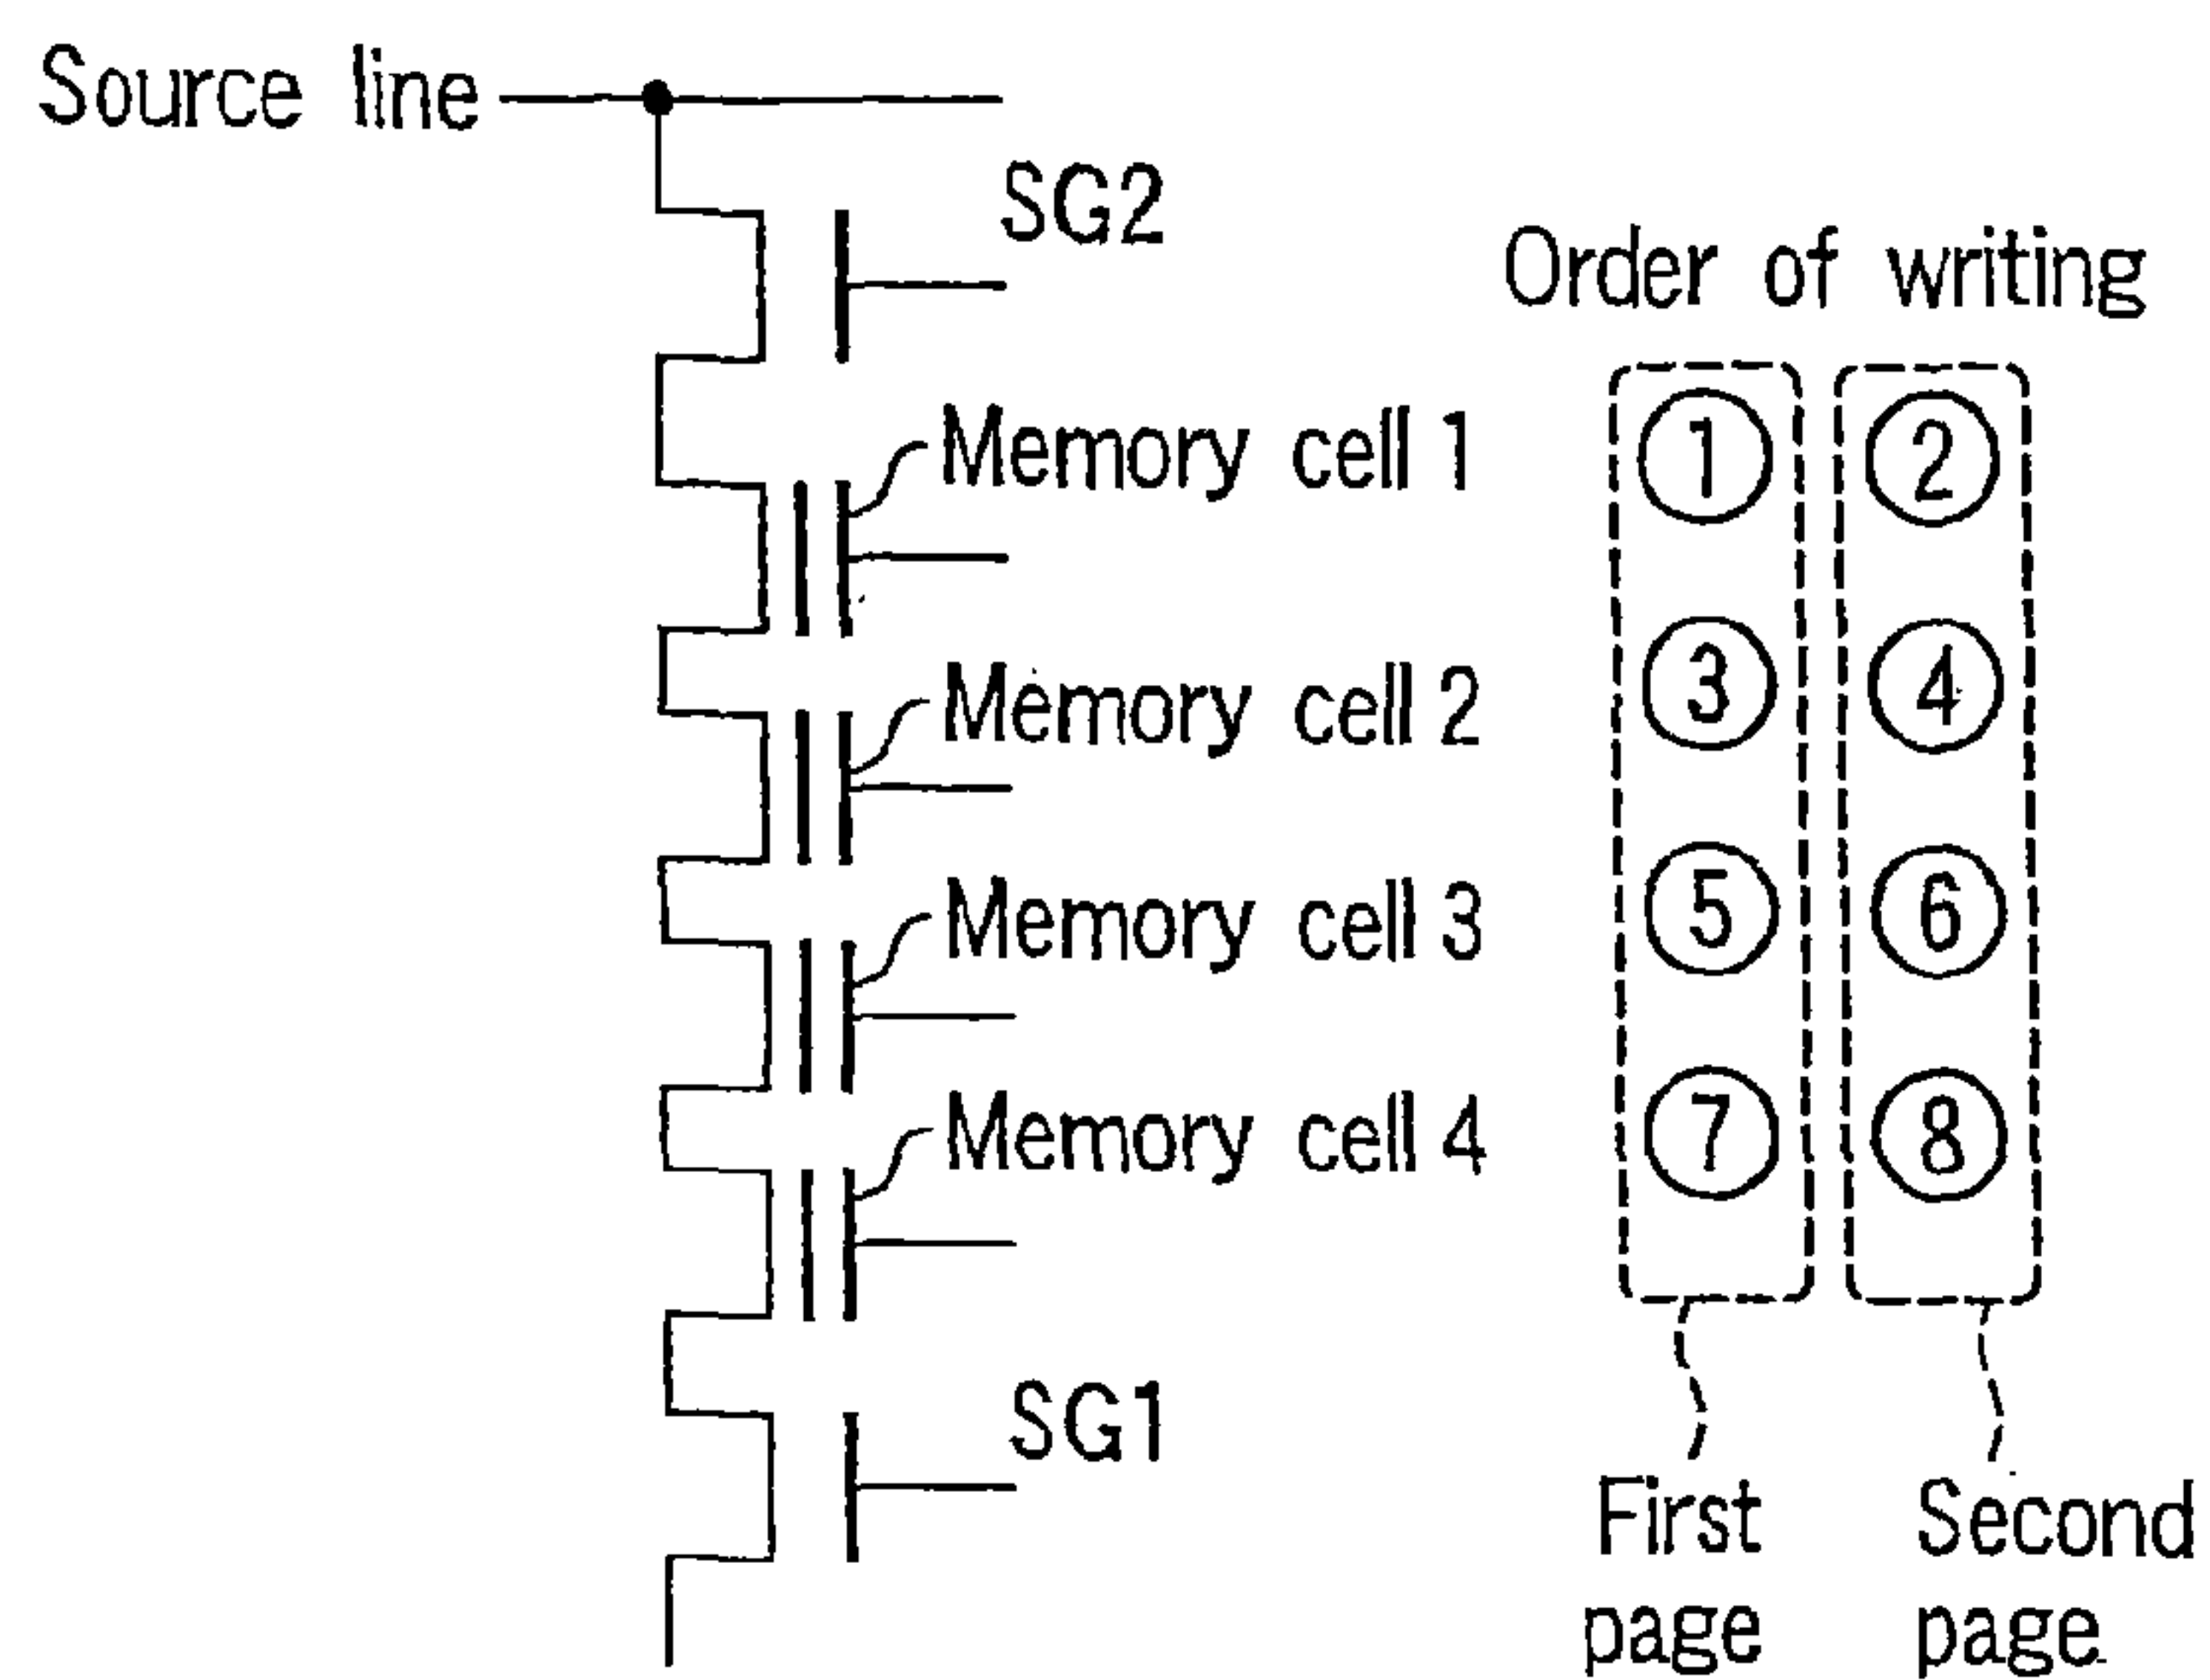 Source line
SG2
Order of writing
Memory cell 1
① ②
Memory cell 2
③ ④
Memory cell 3
⑤ ⑥
Memory cell 4
⑦ ⑧
SG1
First page
Second page